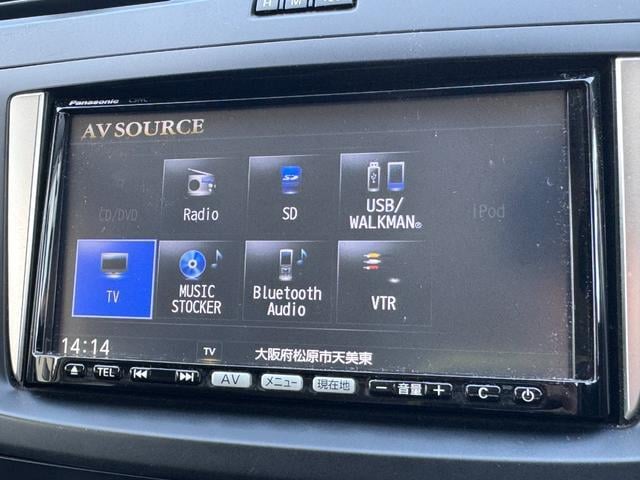 Panasonic
AV SOURCE
CD/DVD
Radio
SD
USB/
WALKMAN®
iPod
TV
MUSIC
STOCKER
Bluetooth
Audio
VTR
14:14
TV
大阪府松原市天美東
TEL
AV
メニュー
現在地
− 音量 +
C